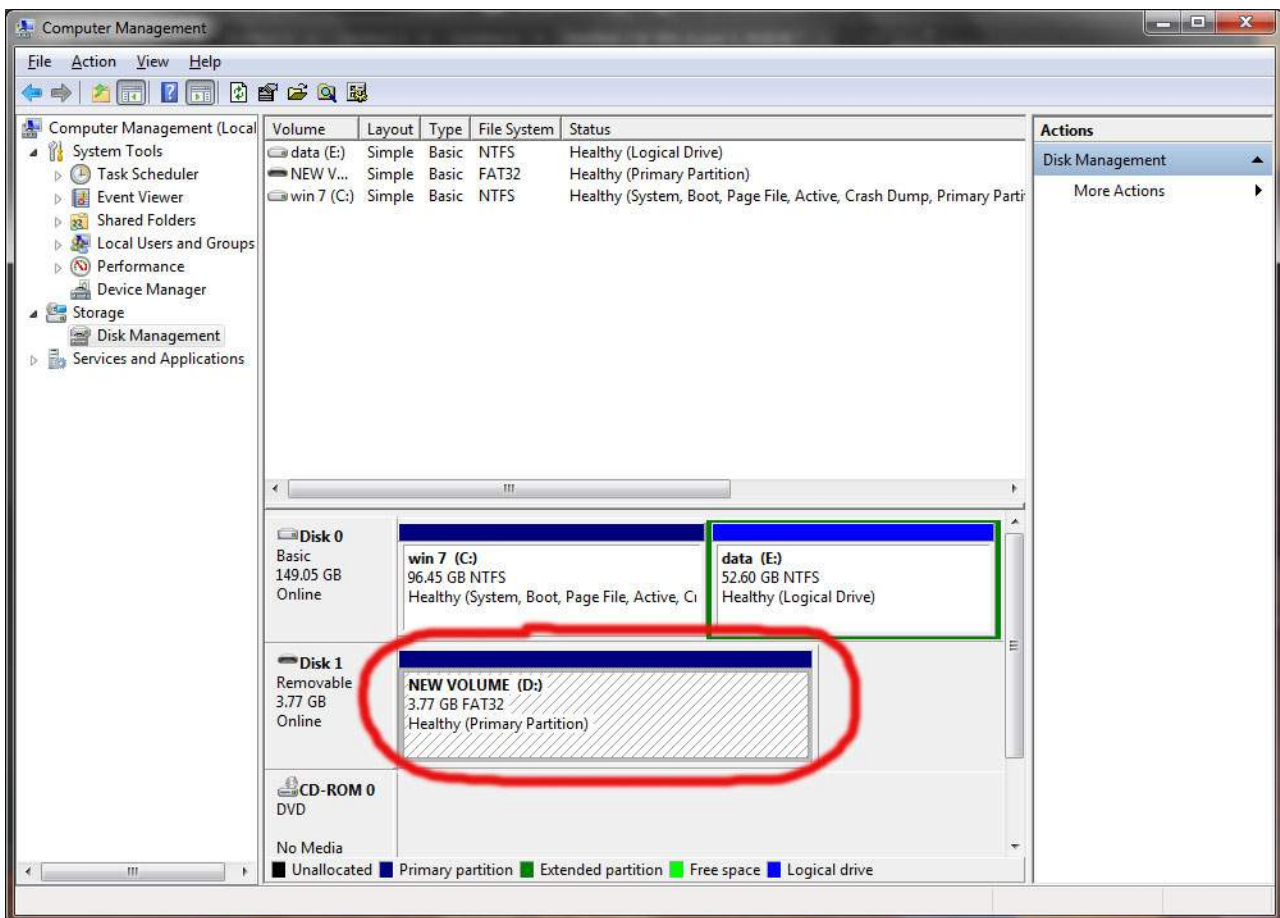 Computer Management
File Action View Help
Computer Management (Local
System Tools
Task Scheduler
Event Viewer
Shared Folders
Local Users and Groups
Performance
Device Manager
Storage
Disk Management
Services and Applications
Volume Layout Type File System Status
data (E:) Simple Basic NTFS Healthy (Logical Drive)
NEW V... Simple Basic FAT32 Healthy (Primary Partition)
win 7 (C:) Simple Basic NTFS Healthy (System, Boot, Page File, Active, Crash Dump, Primary Parti
Actions
Disk Management
More Actions
Disk 0
Basic
149.05 GB
Online
win 7 (C:)
96.45 GB NTFS
Healthy (System, Boot, Page File, Active, Cr
data (E:)
52.60 GB NTFS
Healthy (Logical Drive)
Disk 1
Removable
3.77 GB
Online
NEW VOLUME (D:)
3.77 GB FAT32
Healthy (Primary Partition)
CD-ROM 0
DVD
No Media
Unallocated Primary partition Extended partition Free space Logical drive